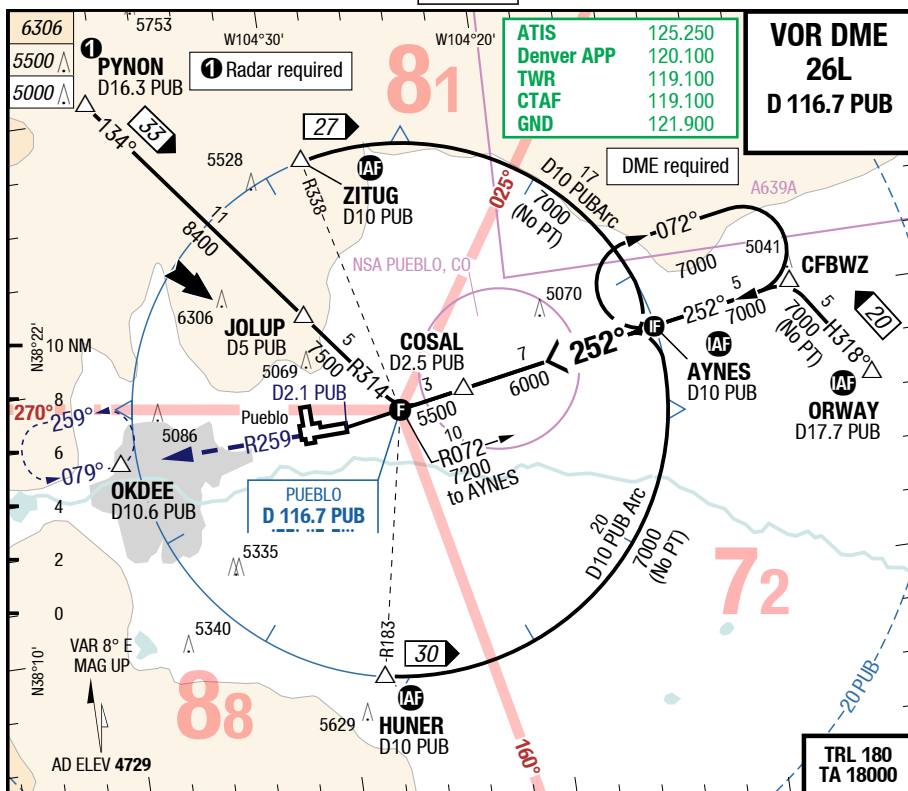 6306
5500
5000
5753
W104°30'
W104°20'
ATIS 125.250
Denver APP 120.100
TWR 119.100
CTAF 119.100
GND 121.900
VOR DME
26L
D 116.7 PUB
1
PYNON
D16.3 PUB
1 Radar required
81
DME required
134°
33
27
5528
IAF
ZITUG
D10 PUB
R338
025°
17
D10 PUBArc
7000
(No PT)
A639A
072°
7000
5041
CFBWZ
11
8400
NSA PUEBLO, CO
5070
6306
JOLUP
D5 PUB
5
7500
R314
5069
COSAL
D2.5 PUB
7
6000
252°
IF
252°
5
7000
IAF
AYNES
D10 PUB
5
7000
(No PT)
H318°
20
IAF
ORWAY
D17.7 PUB
N38°22'
10 NM
8
6
4
2
0
270°
D2.1 PUB
Pueblo
F
3
5500
10
R072
7200
to AYNES
259°
079°
5086
R259
OKDEE
D10.6 PUB
PUEBLO
D 116.7 PUB
5335
20
D10 PUB Arc
7000
(No PT)
72
5340
R183
30
N38°10'
VAR 8° E
MAG UP
88
5629
IAF
HUNER
D10 PUB
160°
20 PUB
AD ELEV 4729
TRL 180
TA 18000